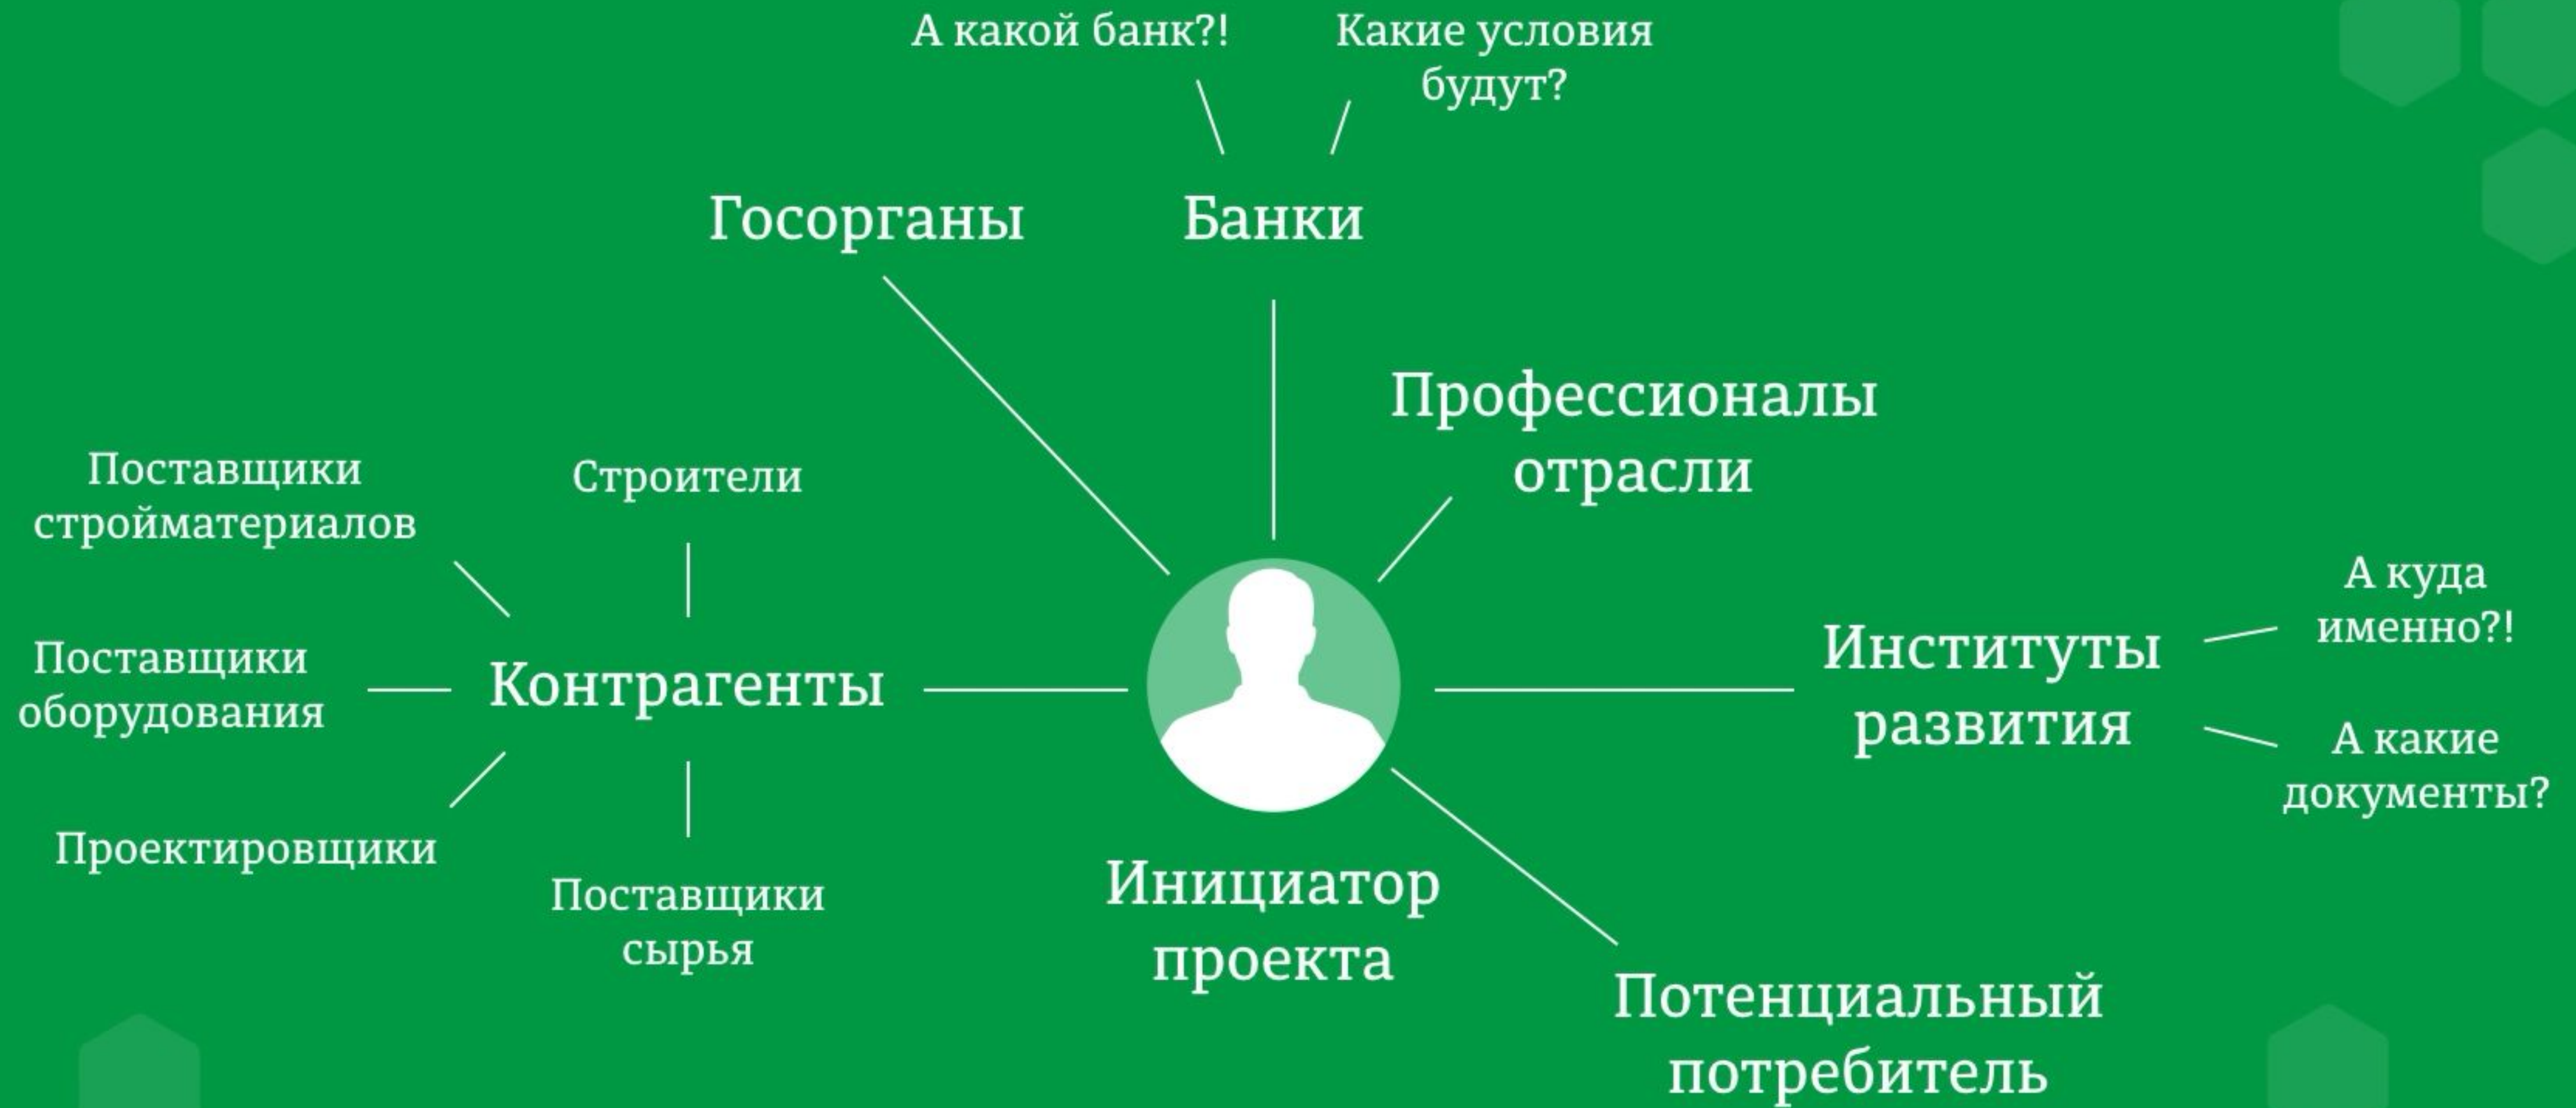 А какой банк?!
Какие условия
будут?
Госорганы
Банки
Профессионалы
отрасли
Поставщики
стройматериалов
Строители
Поставщики
оборудования
Контрагенты
Проектировщики
Поставщики
сырья
Инициатор
проекта
Институты
развития
А куда
именно?!
А какие
документы?
Потенциальный
потребитель